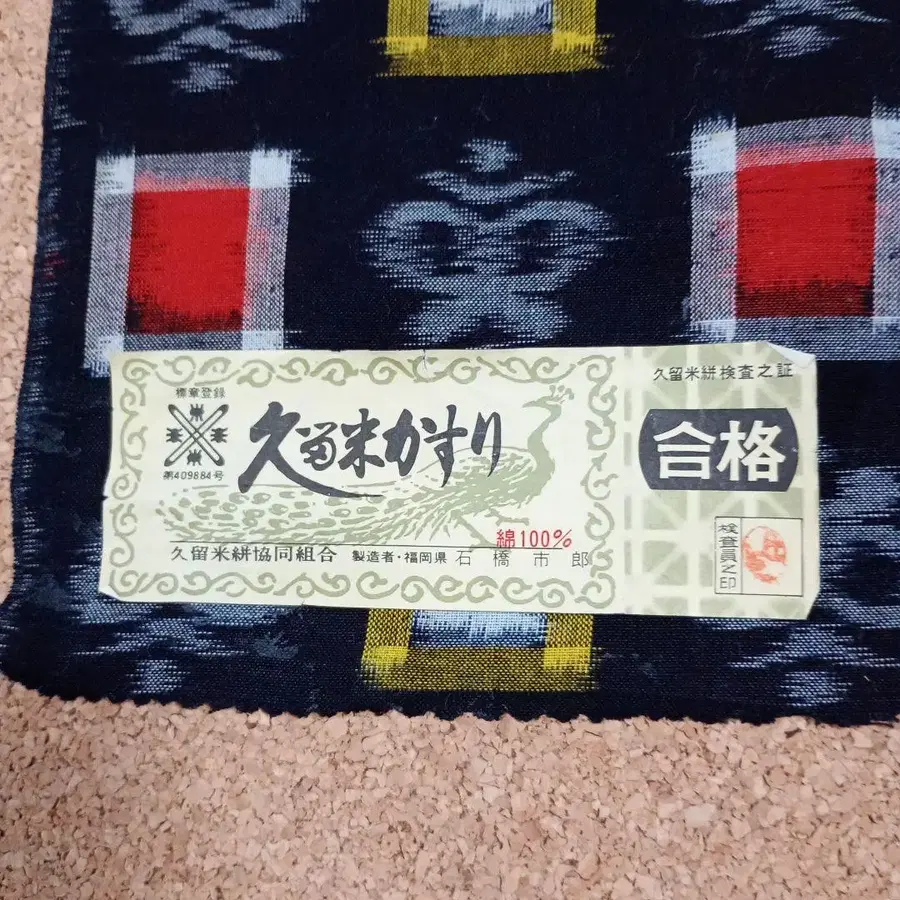 標章登録
第409884号
久留米かすり
綿100%
久留米絣協同組合 製造者・福岡県 石橋市郎
久留米絣検査之証
合格
検査員之印